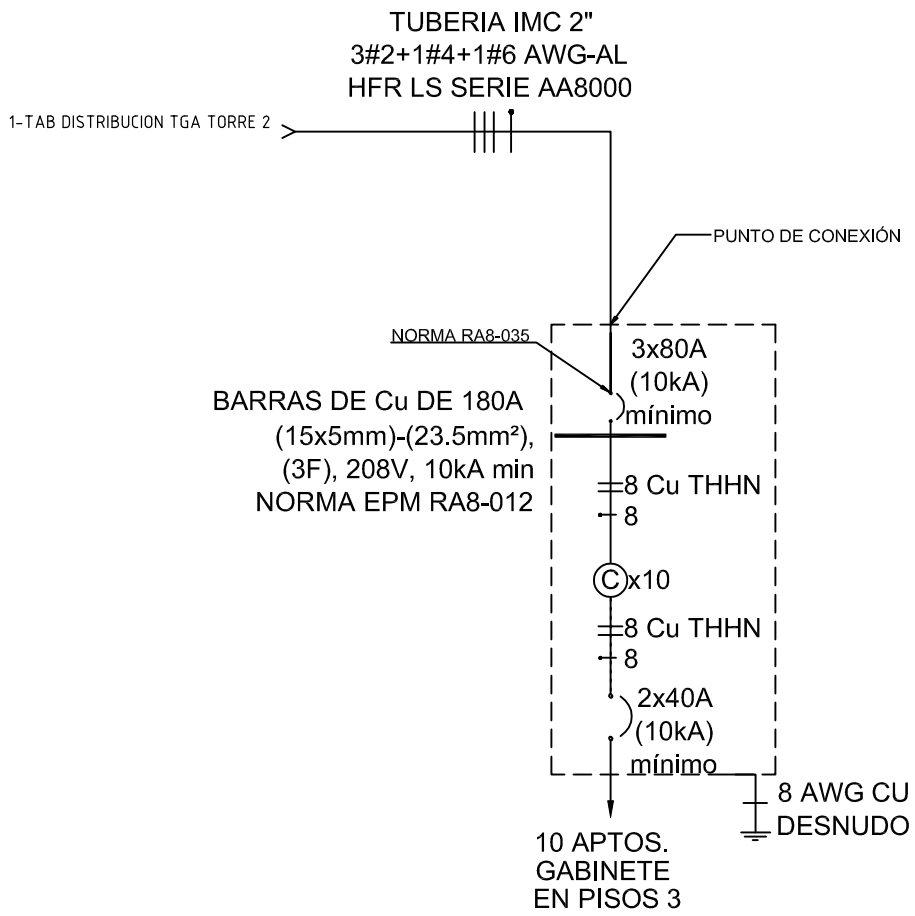 TUBERIA IMC 2"
3#2+1#4+1#6 AWG-AL
HFR LS SERIE AA8000
1-TAB DISTRIBUCION TGA TORRE 2
PUNTO DE CONEXIÓN
NORMA RA8-035
3x80A
(10kA)
mínimo
BARRAS DE Cu DE 180A
(15x5mm)-(23.5mm²),
(3F), 208V, 10kA min
NORMA EPM RA8-012
8 Cu THHN
8
C x10
8 Cu THHN
8
2x40A
(10kA)
mínimo
8 AWG CU
DESNUDO
10 APTOS.
GABINETE
EN PISOS 3